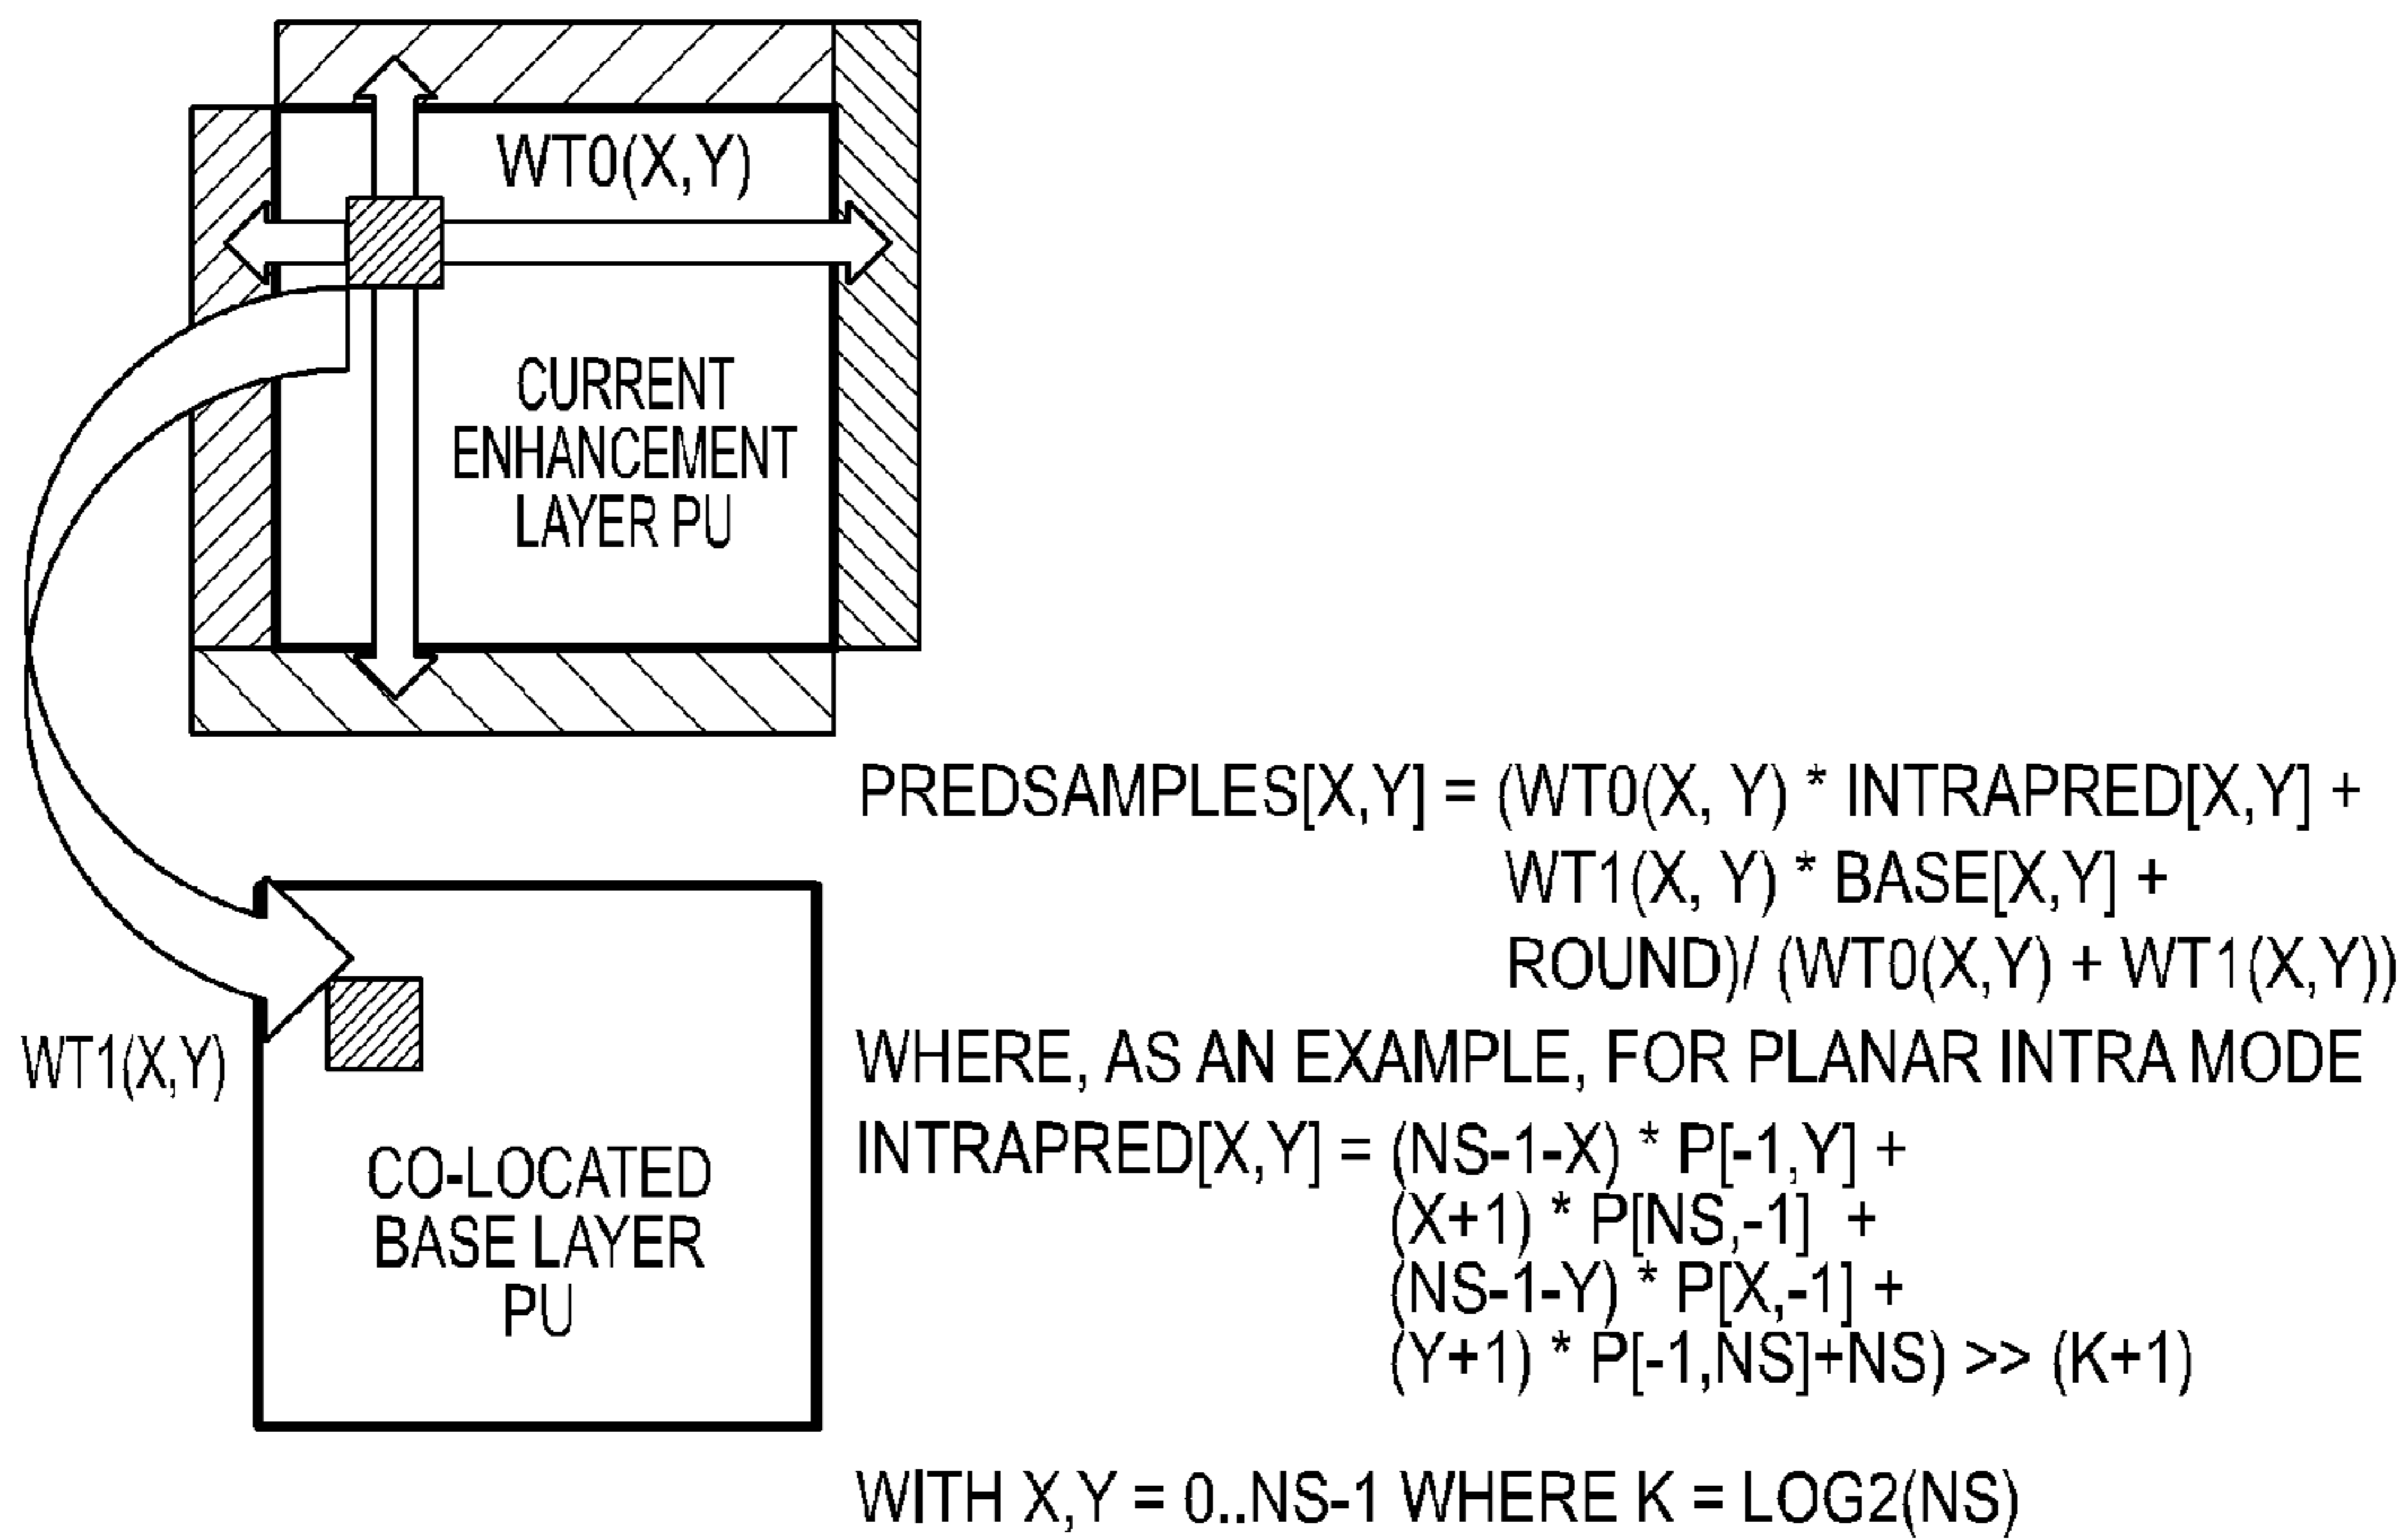 WT0(X,Y)
CURRENT
ENHANCEMENT
LAYER PU
PREDSAMPLES[X,Y] = (WT0(X, Y) * INTRAPRED[X,Y] +
WT1(X, Y) * BASE[X,Y] +
ROUND)/ (WT0(X,Y) + WT1(X,Y))
WT1(X,Y)
CO-LOCATED
BASE LAYER
PU
WHERE, AS AN EXAMPLE, FOR PLANAR INTRA MODE
INTRAPRED[X,Y] = (NS-1-X) * P[-1,Y] +
(X+1) * P[NS,-1] +
(NS-1-Y) * P[X,-1] +
(Y+1) * P[-1,NS]+NS) >> (K+1)
WITH X,Y = 0..NS-1 WHERE K = LOG2(NS)